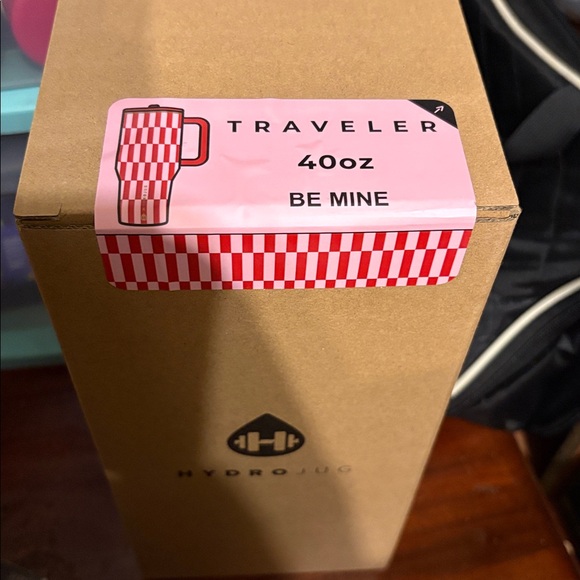 TRAVELER
40oz
BE MINE
HYDROJUG